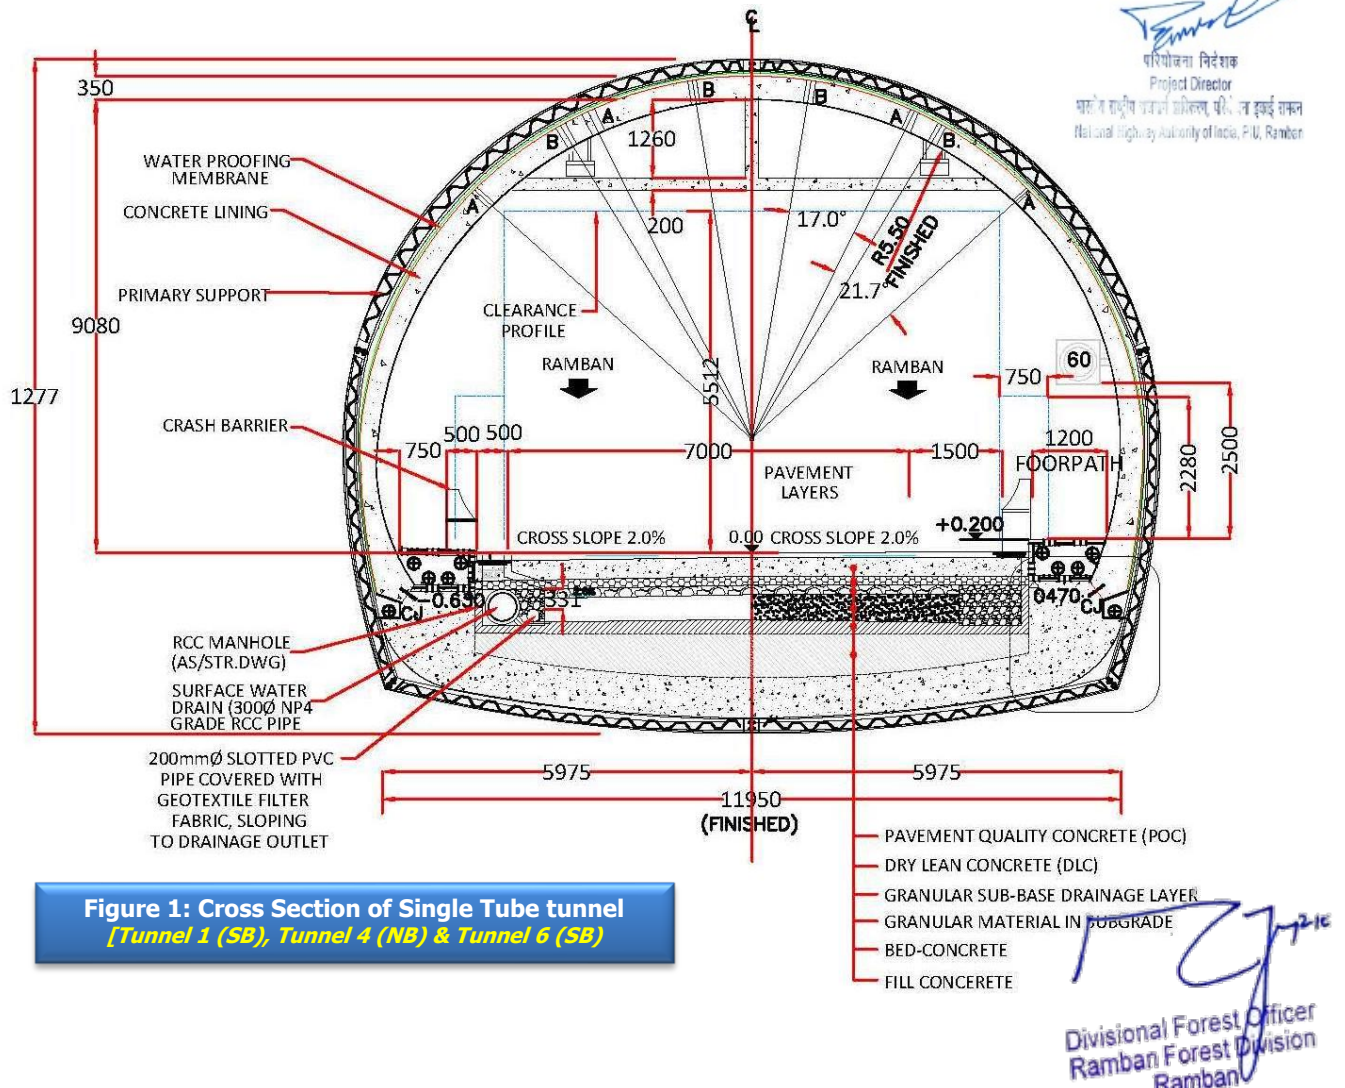 ℄
परियोजना निदेशक
Project Director
National Highway Authority of India, PIU, Ramban
350
B
B
A
A
B
B.
A
A
1260
WATER PROOFING
MEMBRANE
CONCRETE LINING
200
17.0°
R5.50
FINISHED
21.7°
PRIMARY SUPPORT
9080
CLEARANCE
PROFILE
5512
RAMBAN
RAMBAN
60
750
1277
CRASH BARRIER
750
500
500
7000
1500
1200
FOORPATH
2280
2500
PAVEMENT
LAYERS
CROSS SLOPE 2.0%
0.00
CROSS SLOPE 2.0%
+0.200
-0.630
331
0470
CJ
CJ
RCC MANHOLE
(AS/STR.DWG)
SURFACE WATER
DRAIN (300Ø NP4
GRADE RCC PIPE
200mmØ SLOTTED PVC
PIPE COVERED WITH
GEOTEXTILE FILTER
FABRIC, SLOPING
TO DRAINAGE OUTLET
5975
5975
11950
(FINISHED)
PAVEMENT QUALITY CONCRETE (POC)
DRY LEAN CONCRETE (DLC)
GRANULAR SUB-BASE DRAINAGE LAYER
GRANULAR MATERIAL IN SUBGRADE
BED-CONCRETE
FILL CONCERETE
Figure 1: Cross Section of Single Tube tunnel
[Tunnel 1 (SB), Tunnel 4 (NB) & Tunnel 6 (SB)
Divisional Forest Officer
Ramban Forest Division
Ramban